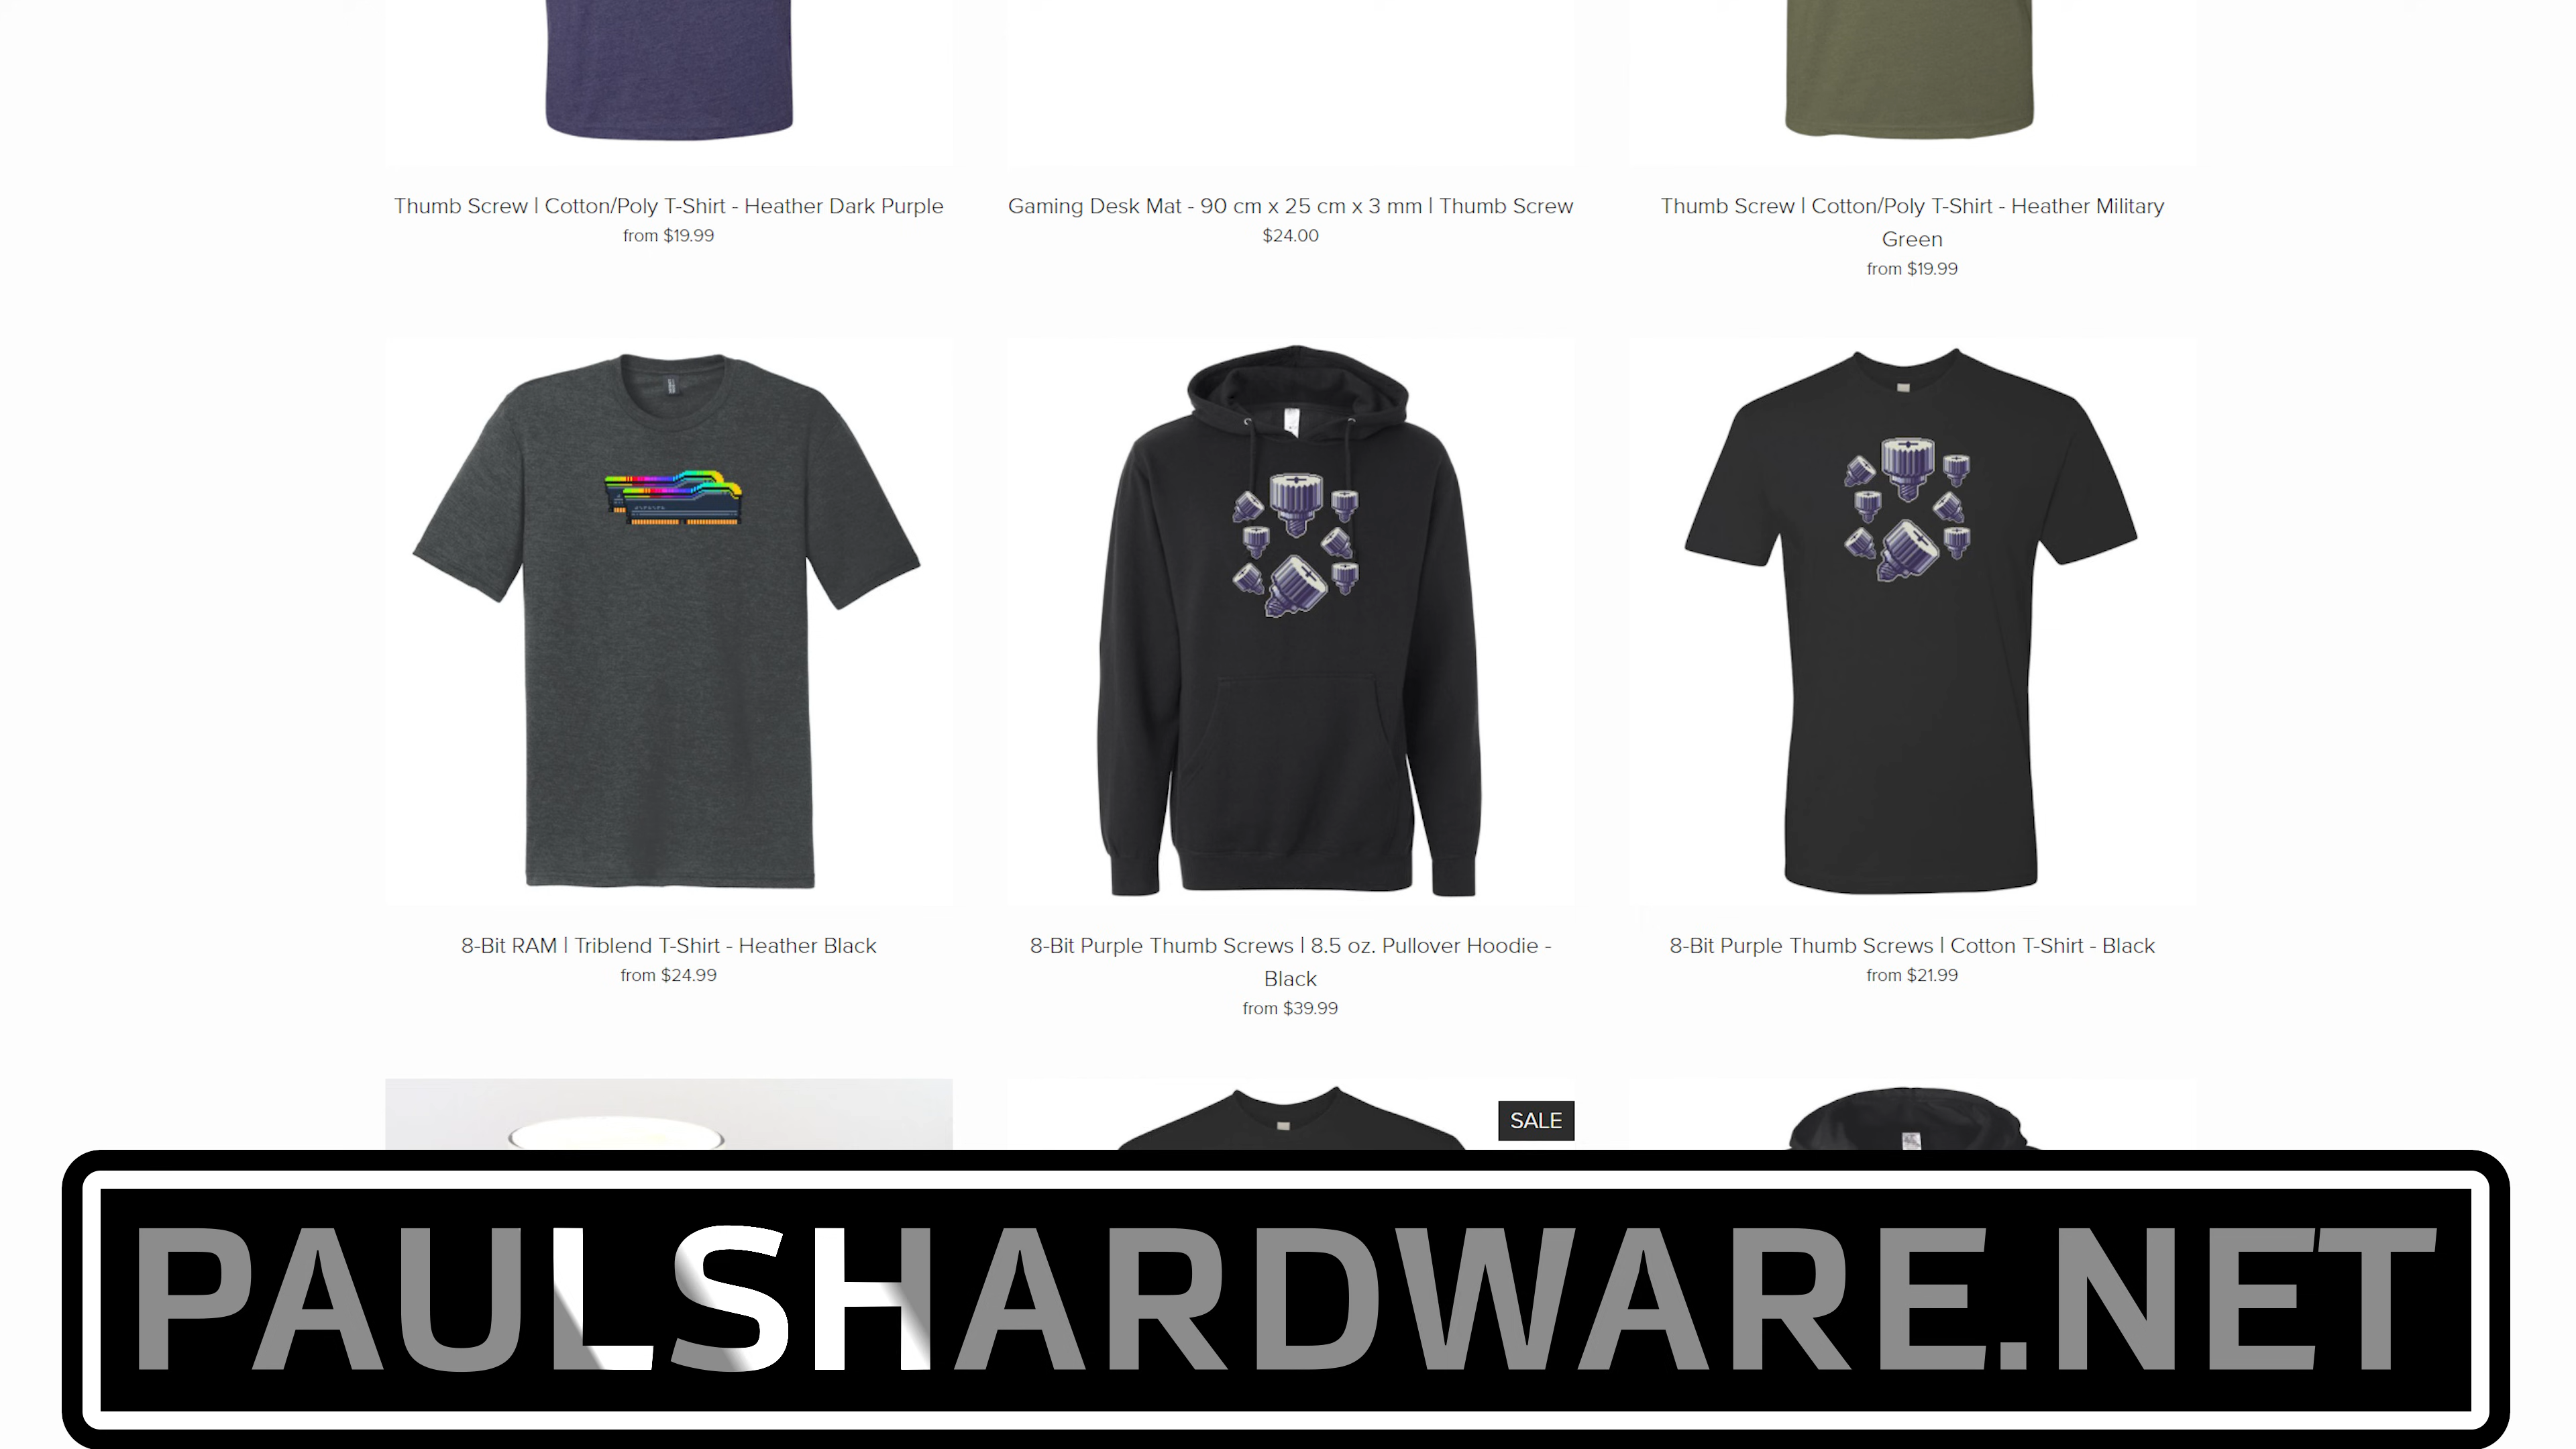 Thumb Screw | Cotton/Poly T-Shirt - Heather Dark Purple
from $19.99
Gaming Desk Mat - 90 cm x 25 cm x 3 mm | Thumb Screw
$24.00
Thumb Screw | Cotton/Poly T-Shirt - Heather Military
Green
from $19.99
8-Bit RAM | Triblend T-Shirt - Heather Black
from $24.99
8-Bit Purple Thumb Screws | 8.5 oz. Pullover Hoodie -
Black
from $39.99
8-Bit Purple Thumb Screws | Cotton T-Shirt - Black
from $21.99
SALE
PAULSHARDWARE.NET